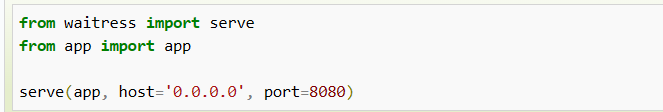 from waitress import serve
from app import app
serve(app, host='0.0.0.0', port=8080)